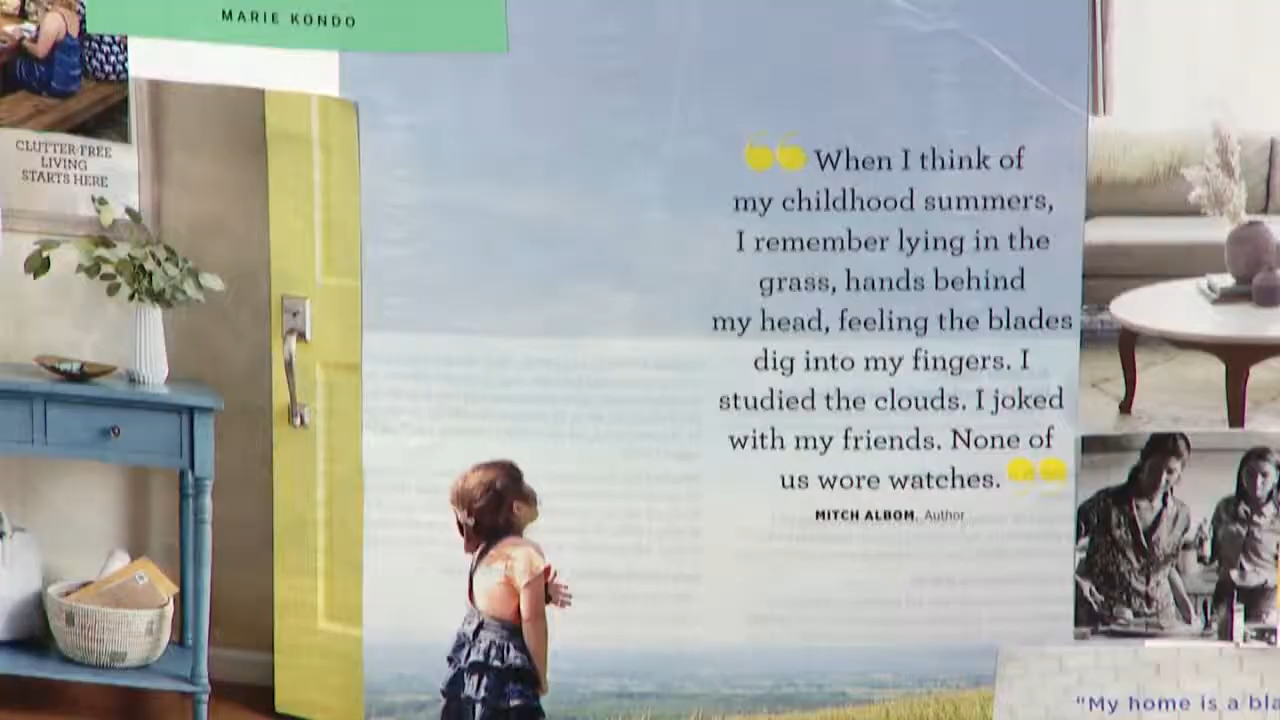 MARIE KONDO
CLUTTER-FREE
LIVING
STARTS HERE
When I think of
my childhood summers,
I remember lying in the
grass, hands behind
my head, feeling the blades
dig into my fingers. I
studied the clouds. I joked
with my friends. None of
us wore watches.
MITCH ALBOM, Author
"My home is a